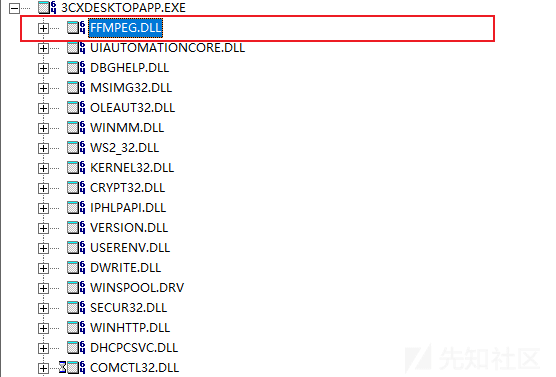 3CXDESKTOPAPP.EXE
FFMPEG.DLL
UIAUTOMATIONCORE.DLL
DBGHELP.DLL
MSIMG32.DLL
OLEAUT32.DLL
WINMM.DLL
WS2_32.DLL
KERNEL32.DLL
CRYPT32.DLL
IPHLPAPI.DLL
VERSION.DLL
USERENV.DLL
DWRITE.DLL
WINSPOOL.DRV
SECUR32.DLL
WINHTTP.DLL
DHCPCSVC.DLL
COMCTL32.DLL
先知社区